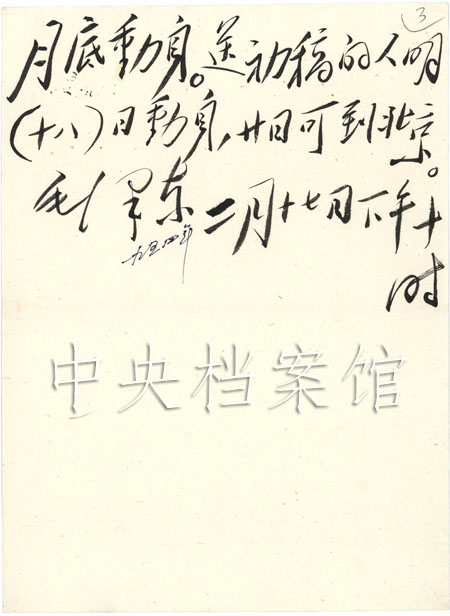 3
月底動身。送初稿的人明
（十八）日動身，廿日可到北京。
毛泽东 二月十七日下午十
一九五四年
时
中央档案馆